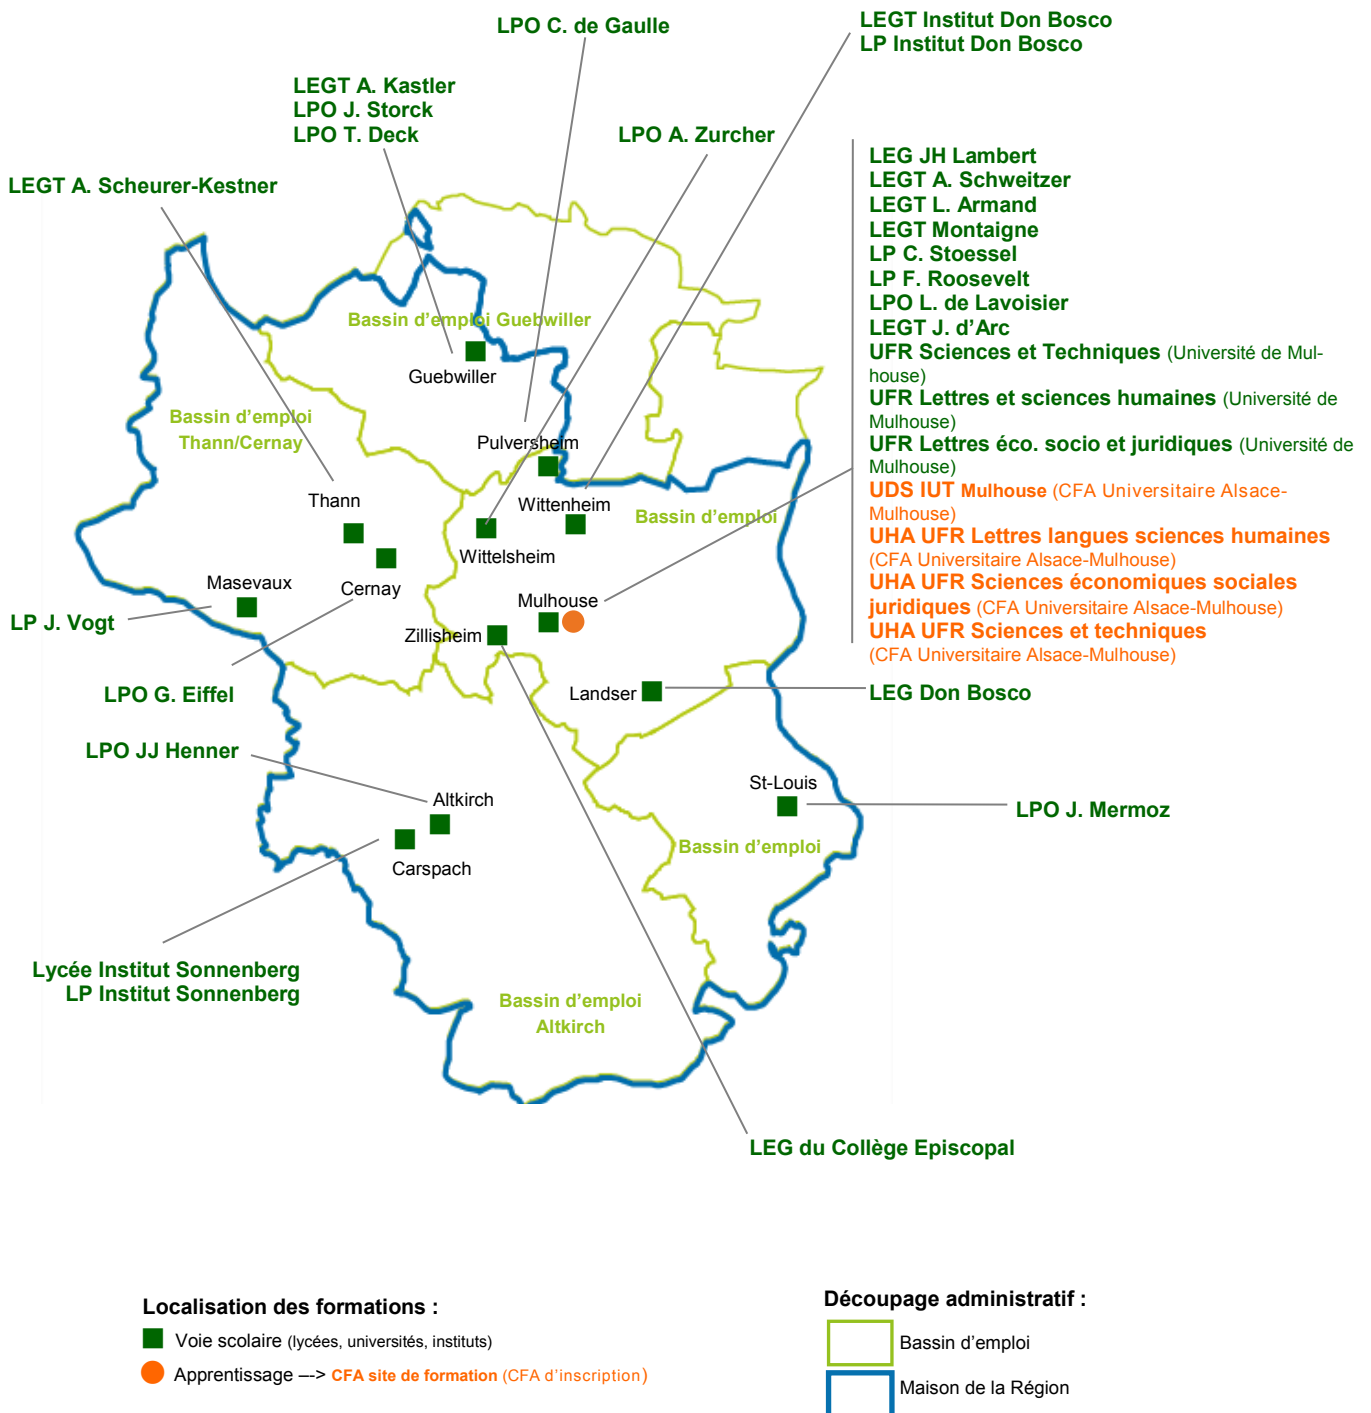 LPO C. de Gaulle
LEGT Institut Don Bosco
LP Institut Don Bosco
LEGT A. Kastler
LPO J. Storck
LPO T. Deck
LPO A. Zurcher
LEGT A. Scheurer-Kestner
LEG JH Lambert
LEGT A. Schweitzer
LEGT L. Armand
LEGT Montaigne
LP C. Stoessel
LP F. Roosevelt
LPO L. de Lavoisier
LEGT J. d'Arc
UFR Sciences et Techniques (Université de Mul-
house)
UFR Lettres et sciences humaines (Université de
Mulhouse)
UFR Lettres éco. socio et juridiques (Université de
Mulhouse)
UDS IUT Mulhouse (CFA Universitaire Alsace-
Mulhouse)
UHA UFR Lettres langues sciences humaines
(CFA Universitaire Alsace-Mulhouse)
UHA UFR Sciences économiques sociales
juridiques (CFA Universitaire Alsace-Mulhouse)
UHA UFR Sciences et techniques
(CFA Universitaire Alsace-Mulhouse)
Bassin d'emploi Guebwiller
Guebwiller
Bassin d'emploi
Thann/Cernay
Pulversheim
Thann
Wittenheim
Bassin d'emploi
Wittelsheim
Masevaux
Cernay
Mulhouse
LP J. Vogt
Zillisheim
LPO G. Eiffel
Landser
LEG Don Bosco
LPO JJ Henner
St-Louis
Altkirch
LPO J. Mermoz
Bassin d'emploi
Carspach
Lycée Institut Sonnenberg
LP Institut Sonnenberg
Bassin d'emploi
Altkirch
LEG du Collège Episcopal
Localisation des formations :
Voie scolaire (lycées, universités, instituts)
Apprentissage —-> CFA site de formation (CFA d'inscription)
Découpage administratif :
Bassin d'emploi
Maison de la Région